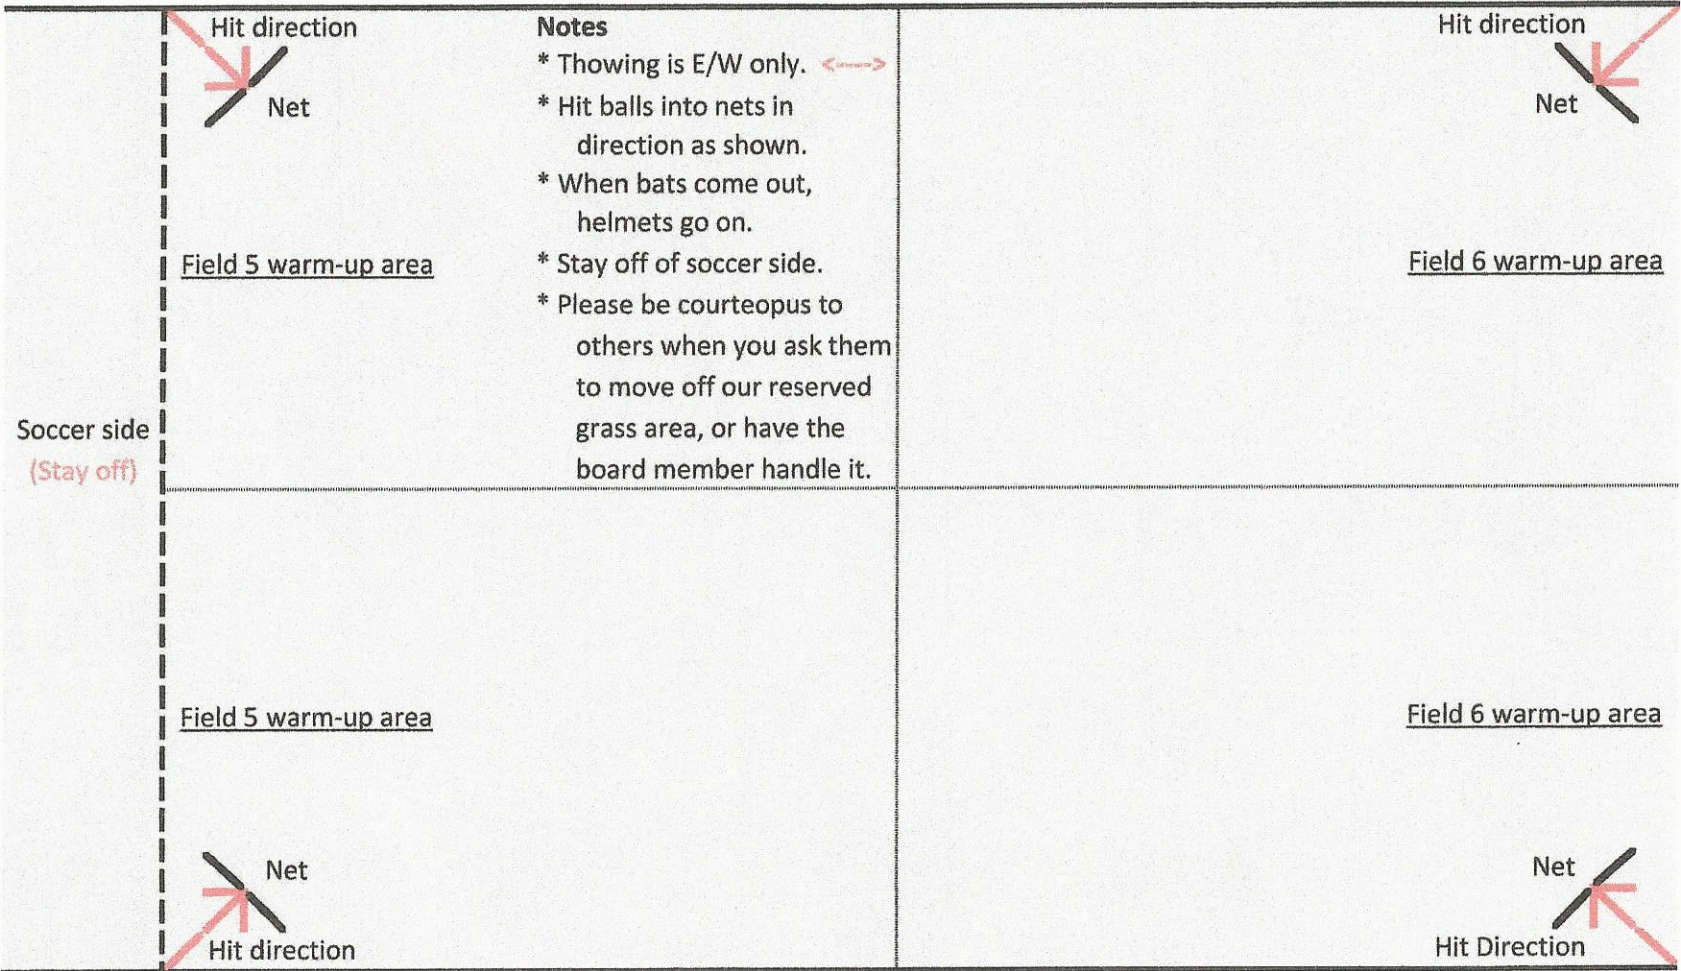 Hit direction
Net
Notes
* Thowing is E/W only. <---->
* Hit balls into nets in
direction as shown.
* When bats come out,
helmets go on.
* Stay off of soccer side.
* Please be courteopus to
others when you ask them
to move off our reserved
grass area, or have the
board member handle it.
Hit direction
Net
Field 5 warm-up area
Field 6 warm-up area
Soccer side
(Stay off)
Field 5 warm-up area
Field 6 warm-up area
Net
Hit direction
Net
Hit Direction